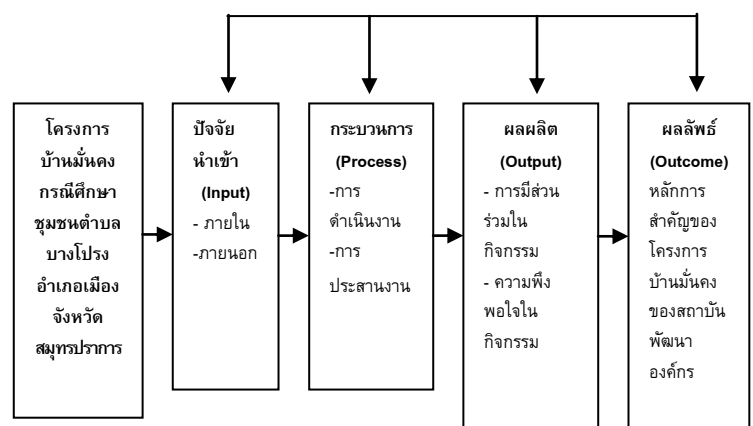 โครงการ
บ้านมั่นคง
กรณีศึกษา
ชุมชนตำบล
บางโปรง
อำเภอเมือง
จังหวัด
สมุทรปราการ
ปัจจัย
นำเข้า
(Input)
- ภายใน
-ภายนอก
กระบวนการ
(Process)
-การ
ดำเนินงาน
-การ
ประสานงาน
ผลผลิต
(Output)
- การมีส่วน
ร่วมใน
กิจกรรม
- ความพึง
พอใจใน
กิจกรรม
ผลลัพธ์
(Outcome)
หลักการ
สำคัญของ
โครงการ
บ้านมั่นคง
ของสถาบัน
พัฒนา
องค์กร